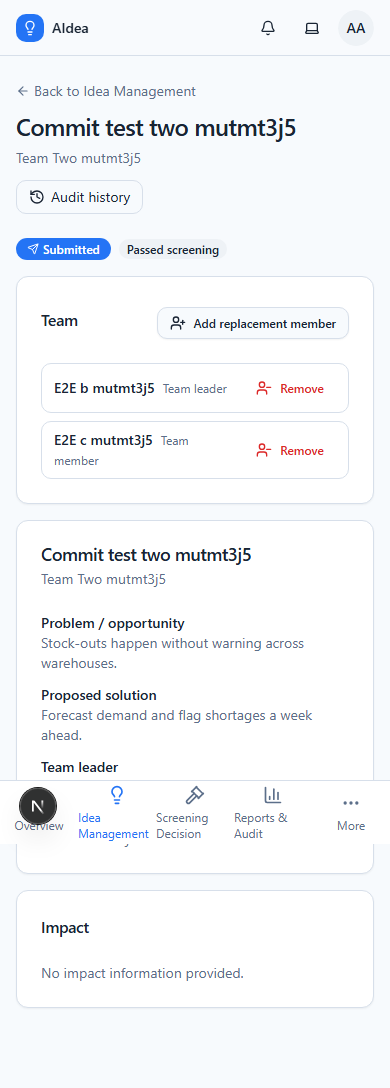 AIdea
AA
Back to Idea Management
Commit test two mutmt3j5
Team Two mutmt3j5
Audit history
Submitted
Passed screening
Team
Add replacement member
E2E b mutmt3j5 Team leader
Remove
E2E c mutmt3j5 Team
member
Remove
Commit test two mutmt3j5
Team Two mutmt3j5
Problem / opportunity
Stock-outs happen without warning across
warehouses.
Proposed solution
Forecast demand and flag shortages a week
ahead.
Team leader
N
Overview
Idea
Management
Screening
Decision
Reports &
Audit
More
Impact
No impact information provided.